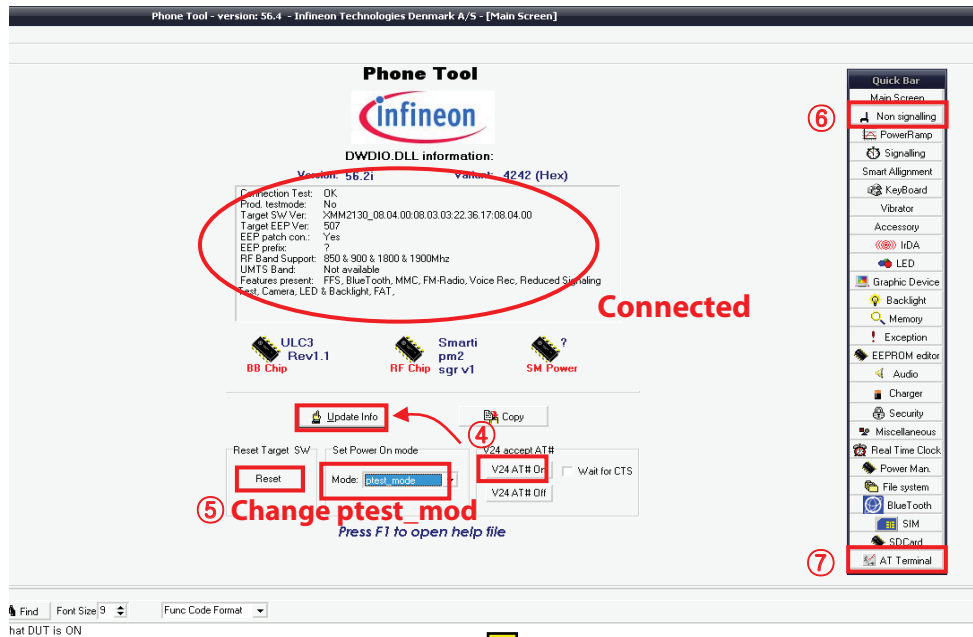 Phone Tool - version: 56.4 - Infineon Technologies Denmark A/S - [Main Screen]
Phone Tool
infineon
DWDIO.DLL information:
Version: 56.2i Variant: 4242 (Hex)
Connection Test: OK
Prod. testmode: No
Target SW Ver: XMM2130_08.04.00:08.03.03:22.36.17:08.04.00
Target EEP Ver: 507
EEP patch con.: Yes
EEP prefix: ?
RF Band Support: 850 & 900 & 1800 & 1900Mhz
UMTS Band: Not available
Features present: FFS, BlueTooth, MMC, FM-Radio, Voice Rec, Reduced Signaling
Test, Camera, LED & Backlight, FAT,
Connected
ULC3
Rev1.1
BB Chip
Smarti
pm2
sgr v1
RF Chip
?
SM Power
Update Info
Copy
④
Reset Target SW
Reset
Set Power On mode
Mode: ptest_mode
V24 accept AT#
V24 AT# On
Wait for CTS
V24 AT# Off
⑤ Change ptest_mod
Press F1 to open help file
Quick Bar
Main Screen
⑥
Non signalling
PowerRamp
Signalling
Smart Allignment
KeyBoard
Vibrator
Accessory
IrDA
LED
Graphic Device
Backlight
Memory
Exception
EEPROM editor
Audio
Charger
Security
Miscellaneous
Real Time Clock
Power Man.
File system
BlueTooth
SIM
SDCard
⑦
AT Terminal
Find Font Size 9 Func Code Format
hat DUT is ON